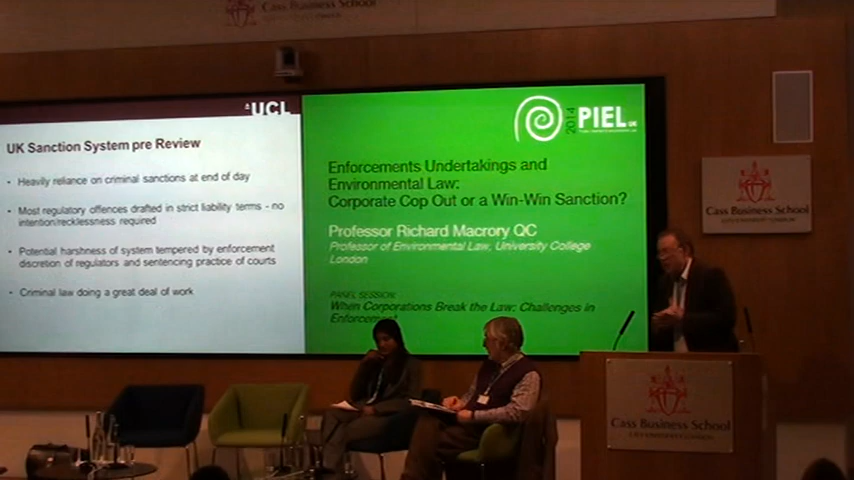 Cass Business School
UCL
UK Sanction System pre Review
• Heavily reliance on criminal sanctions at end of day
• Most regulatory offences drafted in strict liability terms - no
intention/recklessness required
• Potential harshness of system tempered by enforcement
discretion of regulators and sentencing practice of courts
• Criminal law doing a great deal of work
2014 PIEL UK
Enforcements Undertakings and
Environmental Law:
Corporate Cop Out or a Win-Win Sanction?
Professor Richard Macrory QC
Professor of Environmental Law, University College
London
PANEL SESSION:
When Corporations Break the Law: Challenges in
Enforcement
Cass Business School
Cass Business School